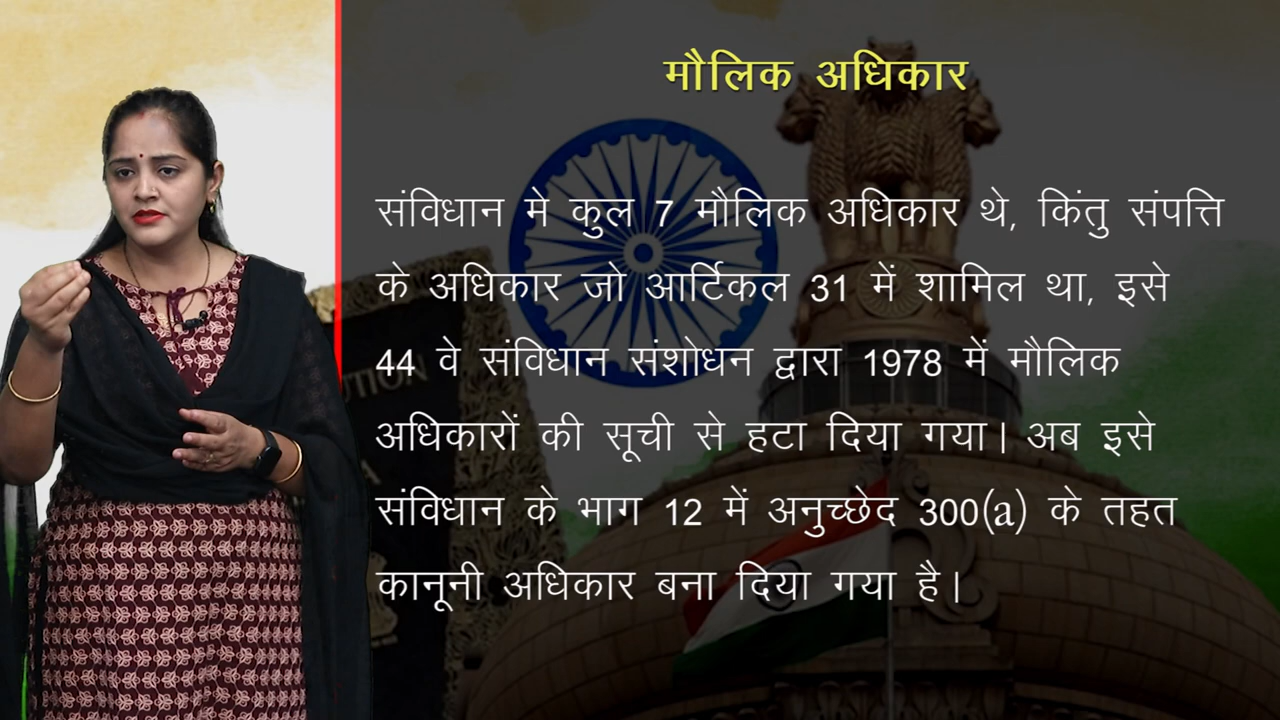 मौलिक अधिकार
संविधान मे कुल 7 मौलिक अधिकार थे, किंतु संपत्ति
के अधिकार जो आर्टिकल 31 में शामिल था, इसे
44 वे संविधान संशोधन द्वारा 1978 में मौलिक
अधिकारों की सूची से हटा दिया गया। अब इसे
संविधान के भाग 12 में अनुच्छेद 300(a) के तहत
कानूनी अधिकार बना दिया गया है।